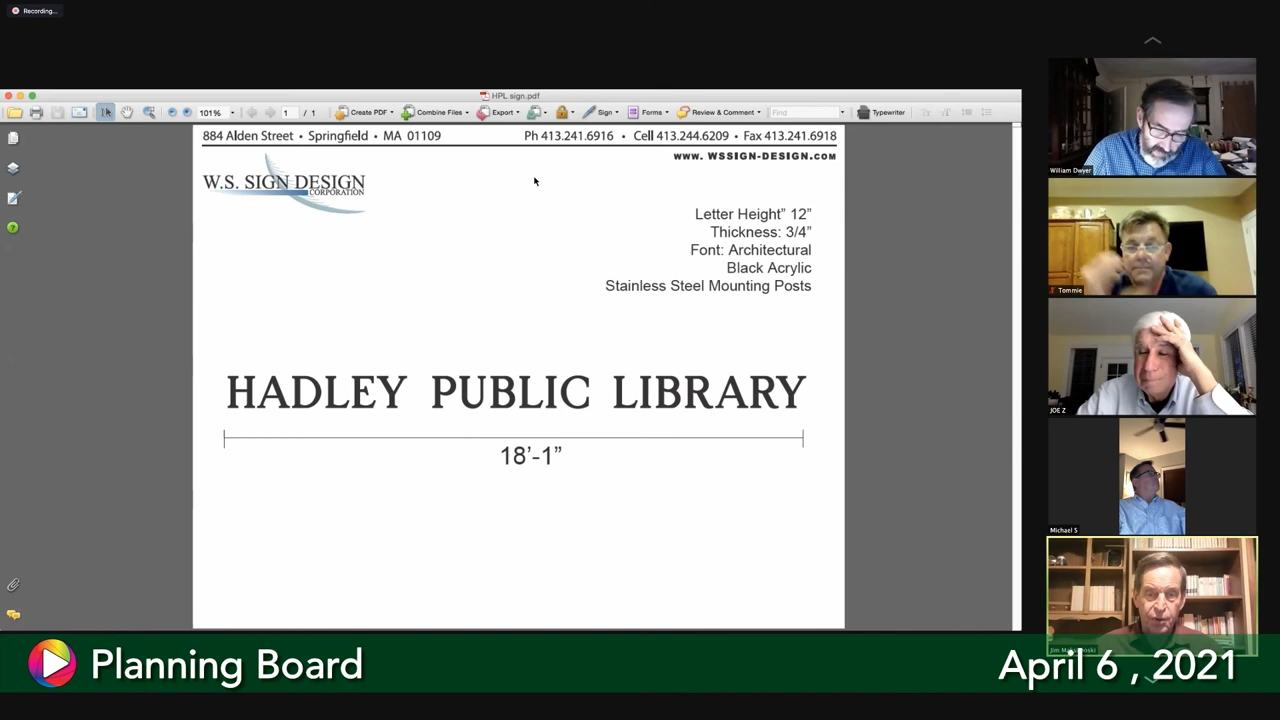 Recording...
HPL sign.pdf
101% 1 / 1 Create PDF Combine Files Export Sign Forms Review & Comment Find Typewriter
884 Alden Street • Springfield • MA 01109 Ph 413.241.6916 • Cell 413.244.6209 • Fax 413.241.6918
WWW. WSSIGN-DESIGN.COM
W.S. SIGN DESIGN
CORPORATION
Letter Height” 12”
Thickness: 3/4”
Font: Architectural
Black Acrylic
Stainless Steel Mounting Posts
HADLEY PUBLIC LIBRARY
18’-1”
William Dwyer
Tommie
JOE Z
Michael S
Planning Board
April 6 , 2021